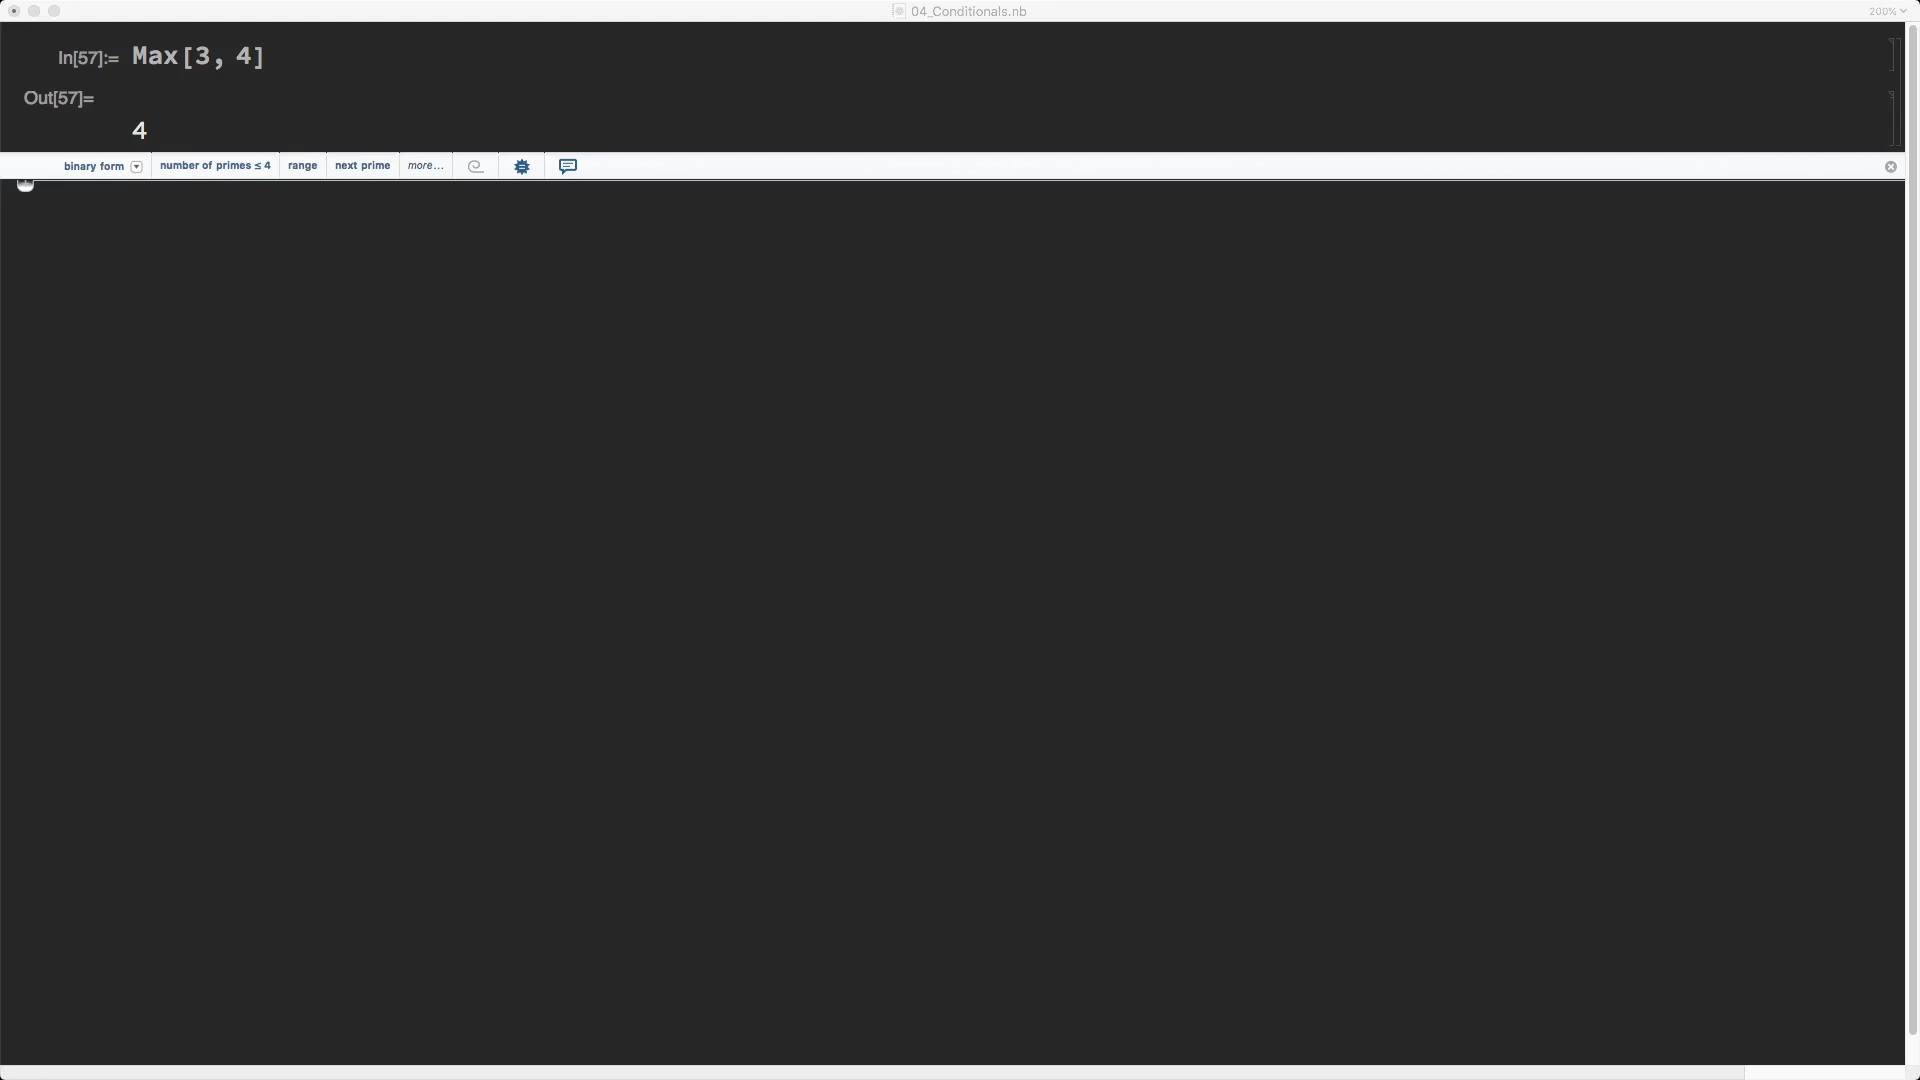 04_Conditionals.nb
200%
In[57]:= Max[3, 4]
Out[57]=
4
binary form number of primes ≤ 4 range next prime more...